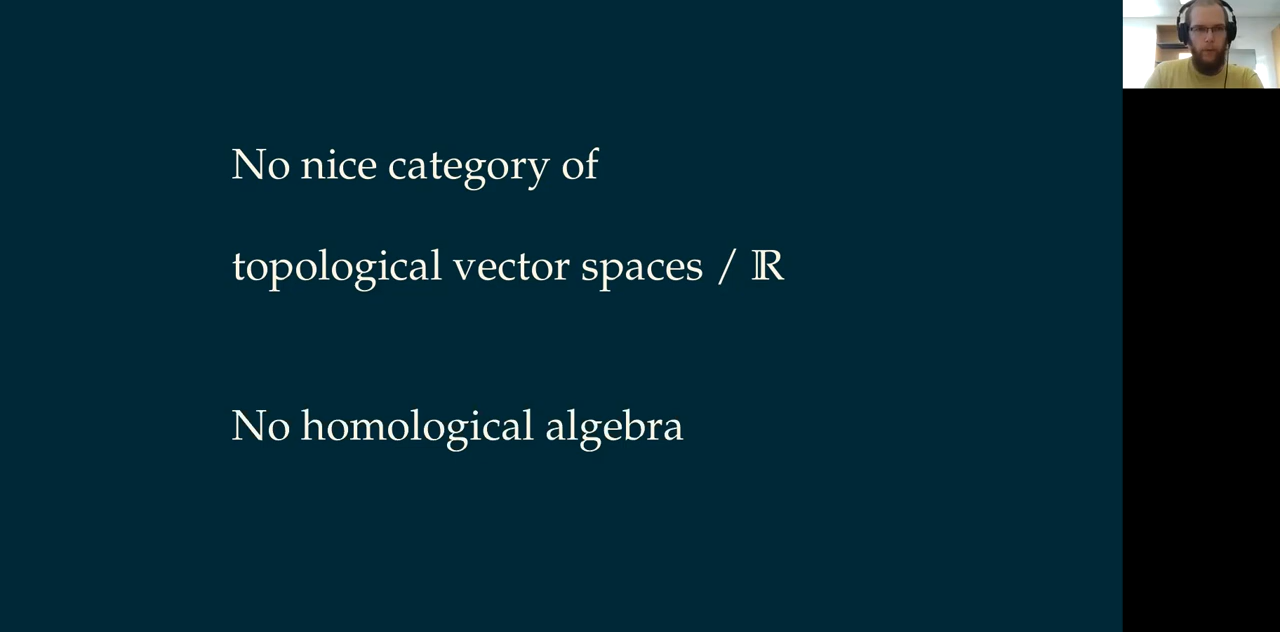 No nice category of
topological vector spaces / ℝ
No homological algebra